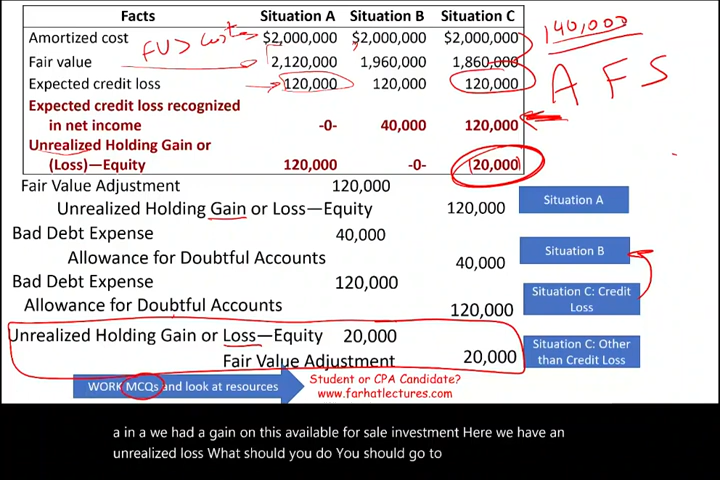 Facts Situation A Situation B Situation C
140,000
Amortized cost FV > Cost $2,000,000 $2,000,000 $2,000,000
Fair value 2,120,000 1,960,000 1,860,000
Expected credit loss 120,000 120,000 120,000
A F S
Expected credit loss recognized
in net income -0- 40,000 120,000
Unrealized Holding Gain or
(Loss)—Equity 120,000 -0- (20,000)
Fair Value Adjustment 120,000
Unrealized Holding Gain or Loss—Equity 120,000
Situation A
Bad Debt Expense 40,000
Allowance for Doubtful Accounts 40,000
Situation B
Bad Debt Expense 120,000
Allowance for Doubtful Accounts 120,000
Situation C: Credit
Loss
Unrealized Holding Gain or Loss—Equity 20,000
Fair Value Adjustment 20,000
Situation C: Other
than Credit Loss
WORK MCQs and look at resources
Student or CPA Candidate?
www.farhatlectures.com
a in a we had a gain on this available for sale investment Here we have an
unrealized loss What should you do You should go to